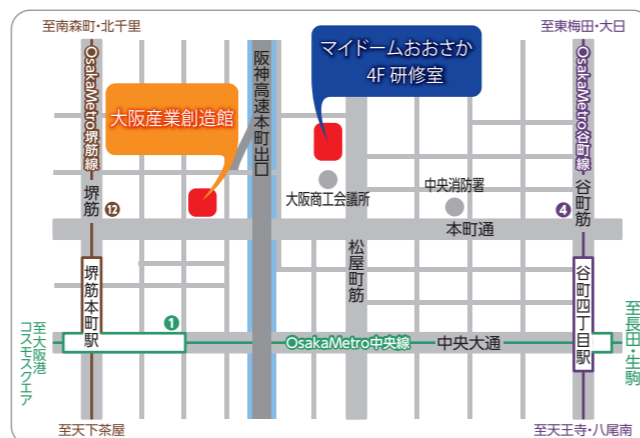 至南森町・北千里
至東梅田・大日
マイドームおおさか
4F 研修室
大阪産業創造館
阪神高速本町出口
OsakaMetro堺筋線
OsakaMetro谷町線
大阪商工会議所
中央消防署
堺筋
⑫
④
谷町筋
本町通
松屋町筋
堺筋本町駅
谷町四丁目駅
①
OsakaMetro中央線
中央大通
至大阪港
コスモスクエア
至長田・生駒
至天下茶屋
至天王寺・八尾南